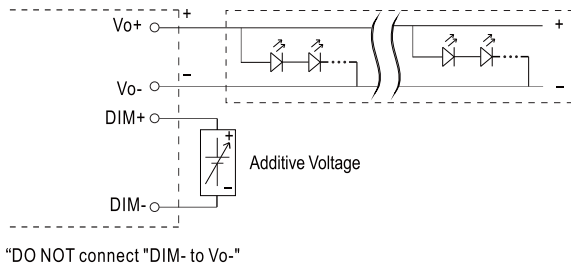 Vo+
+
+
Vo-
−
−
DIM+
+
Additive Voltage
−
DIM-
“DO NOT connect "DIM- to Vo-"